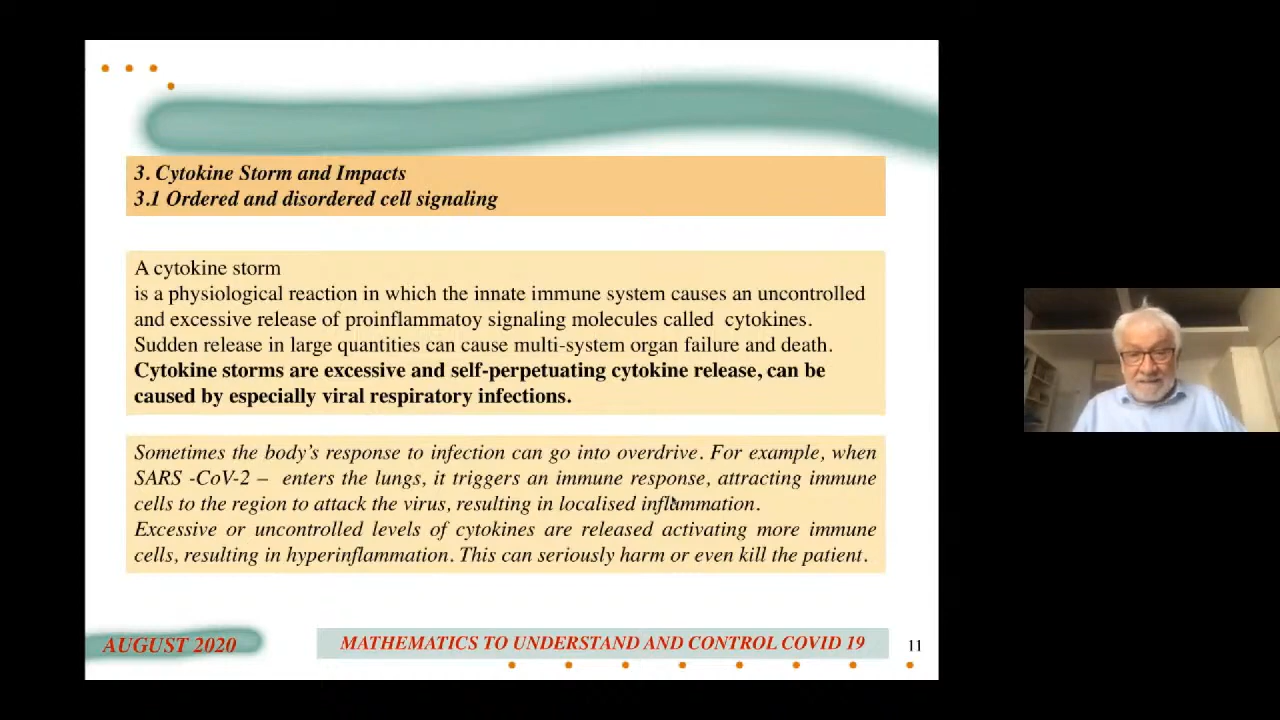 3. Cytokine Storm and Impacts
3.1 Ordered and disordered cell signaling
A cytokine storm
is a physiological reaction in which the innate immune system causes an uncontrolled
and excessive release of proinflammatoy signaling molecules called cytokines.
Sudden release in large quantities can cause multi-system organ failure and death.
Cytokine storms are excessive and self-perpetuating cytokine release, can be
caused by especially viral respiratory infections.
Sometimes the body's response to infection can go into overdrive. For example, when
SARS -CoV-2 – enters the lungs, it triggers an immune response, attracting immune
cells to the region to attack the virus, resulting in localised inflammation.
Excessive or uncontrolled levels of cytokines are released activating more immune
cells, resulting in hyperinflammation. This can seriously harm or even kill the patient.
AUGUST 2020
MATHEMATICS TO UNDERSTAND AND CONTROL COVID 19
11